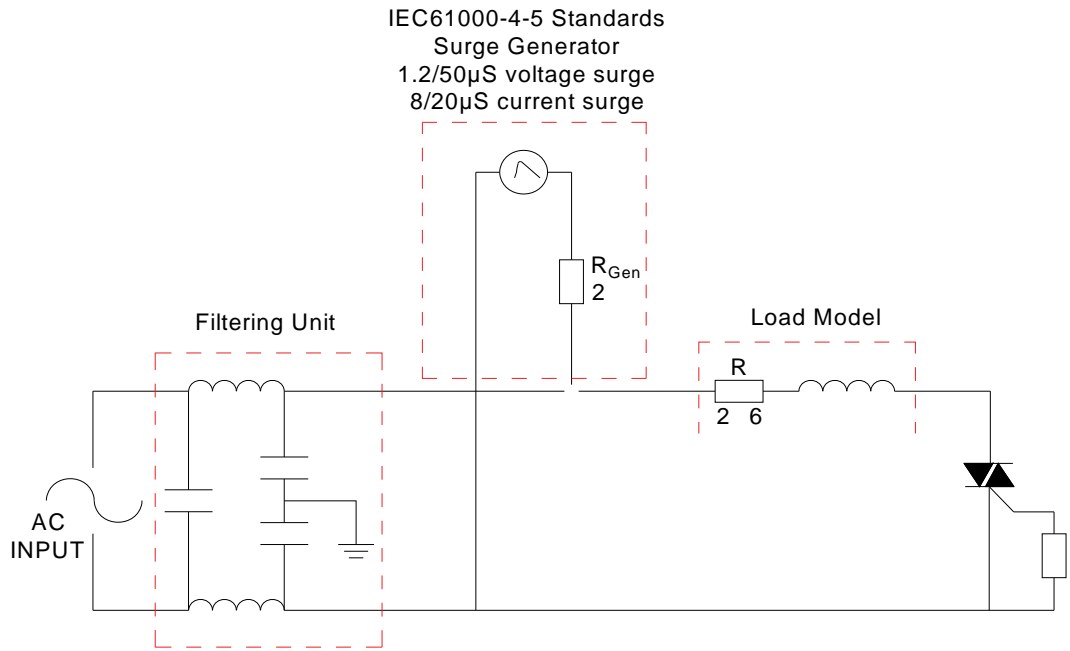 IEC61000-4-5 Standards
Surge Generator
1.2/50µS voltage surge
8/20µS current surge
R Gen
2
Filtering Unit
Load Model
R
2 6
AC
INPUT